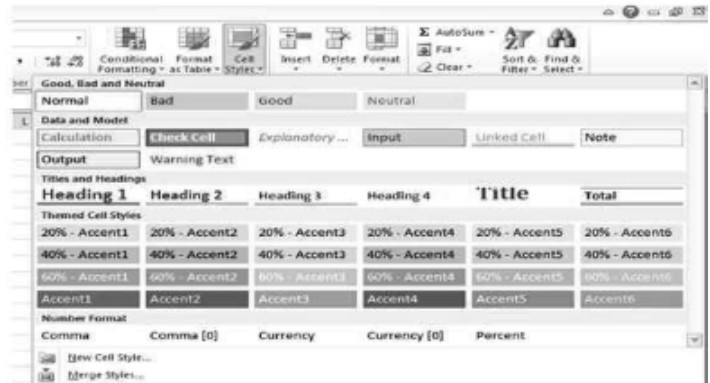 Σ AutoSum
Fill
Clear
Conditional Formatting
Format as Table
Cell Styles
Insert
Delete
Format
Sort & Filter
Find & Select
ber
L
Good, Bad and Neutral
Normal Bad Good Neutral
Data and Model
Calculation Check Cell Explanatory ... Input Linked Cell Note
Output Warning Text
Titles and Headings
Heading 1 Heading 2 Heading 3 Heading 4 Title Total
Themed Cell Styles
20% - Accent1 20% - Accent2 20% - Accent3 20% - Accent4 20% - Accent5 20% - Accent6
40% - Accent1 40% - Accent2 40% - Accent3 40% - Accent4 40% - Accent5 40% - Accent6
60% - Accent1 60% - Accent2 60% - Accent3 60% - Accent4 60% - Accent5 60% - Accent6
Accent1 Accent2 Accent3 Accent4 Accent5 Accent6
Number Format
Comma Comma [0] Currency Currency [0] Percent
New Cell Style...
Merge Styles...